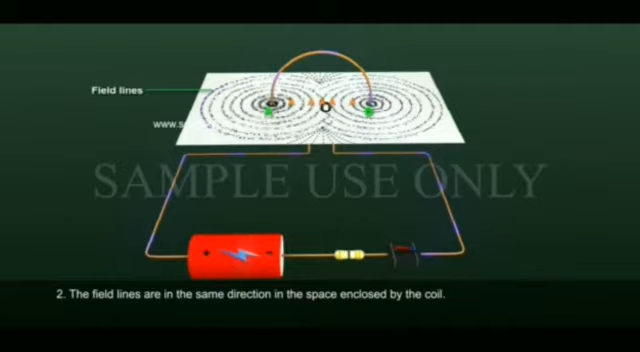 Field lines
www.s
O
SAMPLE USE ONLY
+ -
2. The field lines are in the same direction in the space enclosed by the coil.